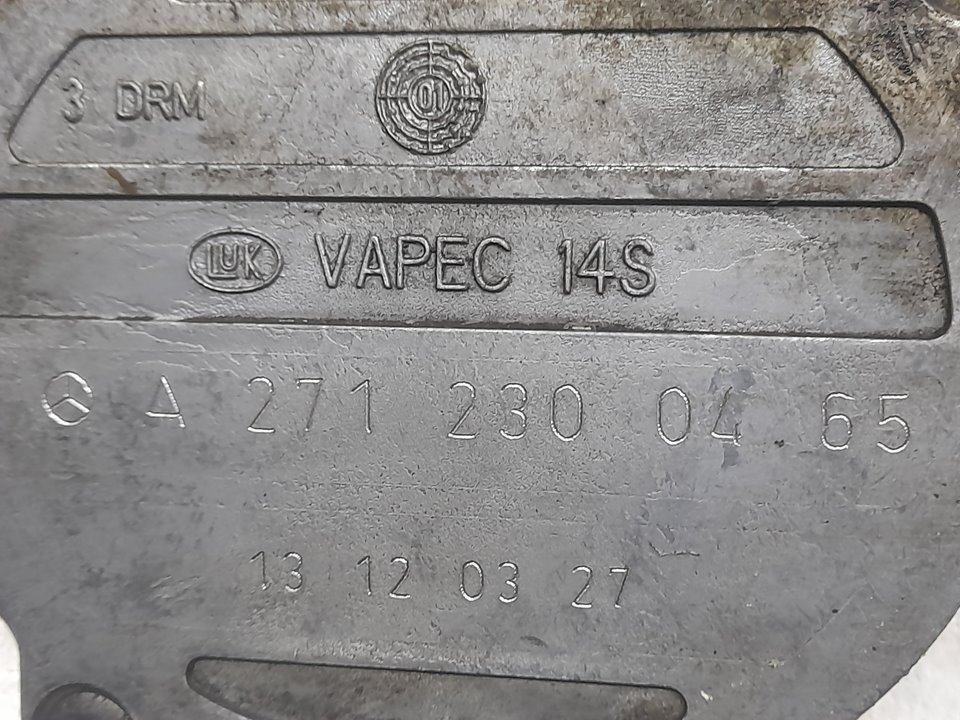 3 DRM 01
LUK VAPEC 14S
A 271 230 04 65
13 12 03 27